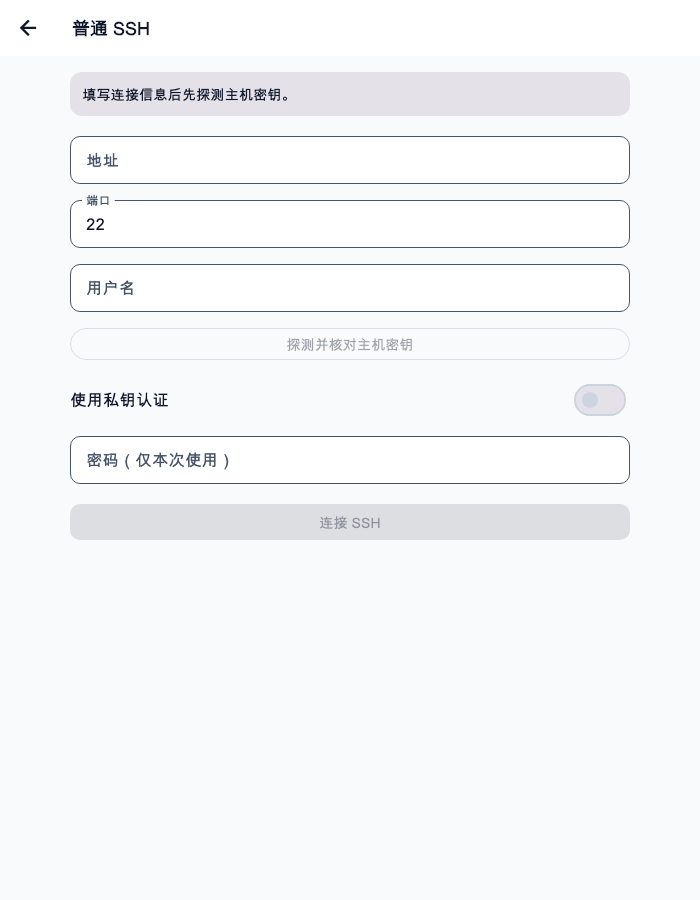 普通 SSH
填写连接信息后先探测主机密钥。
地址
端口
22
用户名
探测并核对主机密钥
使用私钥认证
密码（仅本次使用）
连接 SSH